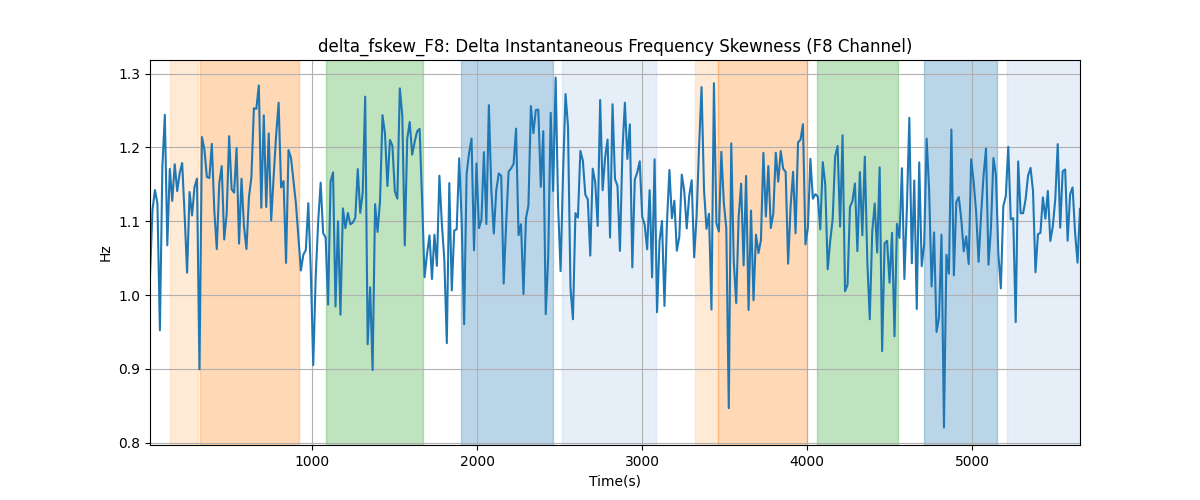 delta_fskew_F8: Delta Instantaneous Frequency Skewness (F8 Channel)
1.3
1.2
1.1
1.0
0.9
0.8
Hz
1000 2000 3000 4000 5000
Time(s)